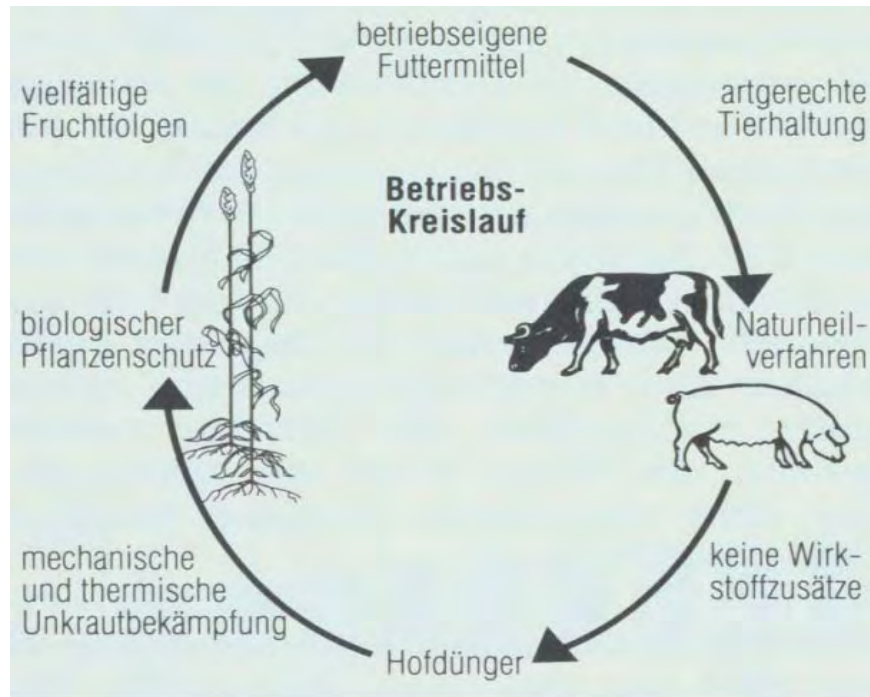 betriebseigene
Futtermittel
vielfältige
Fruchtfolgen
artgerechte
Tierhaltung
Betriebs-
Kreislauf
biologischer
Pflanzenschutz
Naturheil-
verfahren
mechanische
und thermische
Unkrautbekämpfung
keine Wirk-
stoffzusätze
Hofdünger